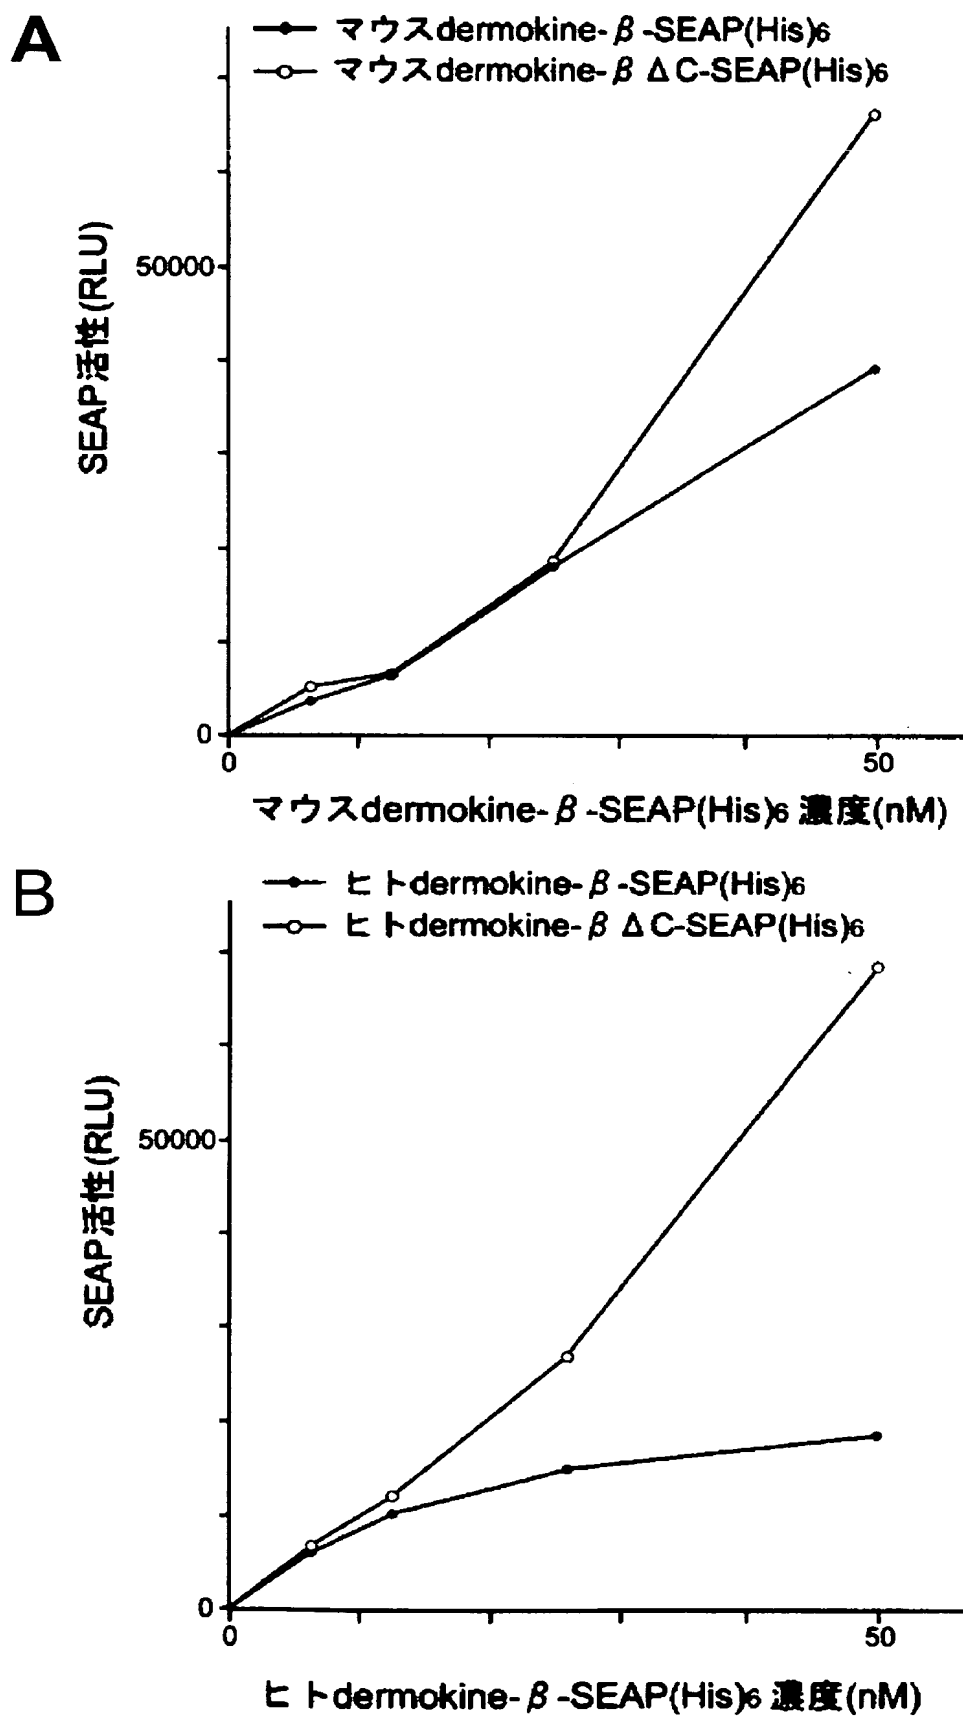 A
マウスdermokine-β-SEAP(His)6
マウスdermokine-βΔC-SEAP(His)6
SEAP活性(RLU)
50000
0
0
50
マウスdermokine-β-SEAP(His)6 濃度(nM)
B
ヒトdermokine-β-SEAP(His)6
ヒトdermokine-βΔC-SEAP(His)6
SEAP活性(RLU)
50000
0
0
50
ヒトdermokine-β-SEAP(His)6 濃度(nM)